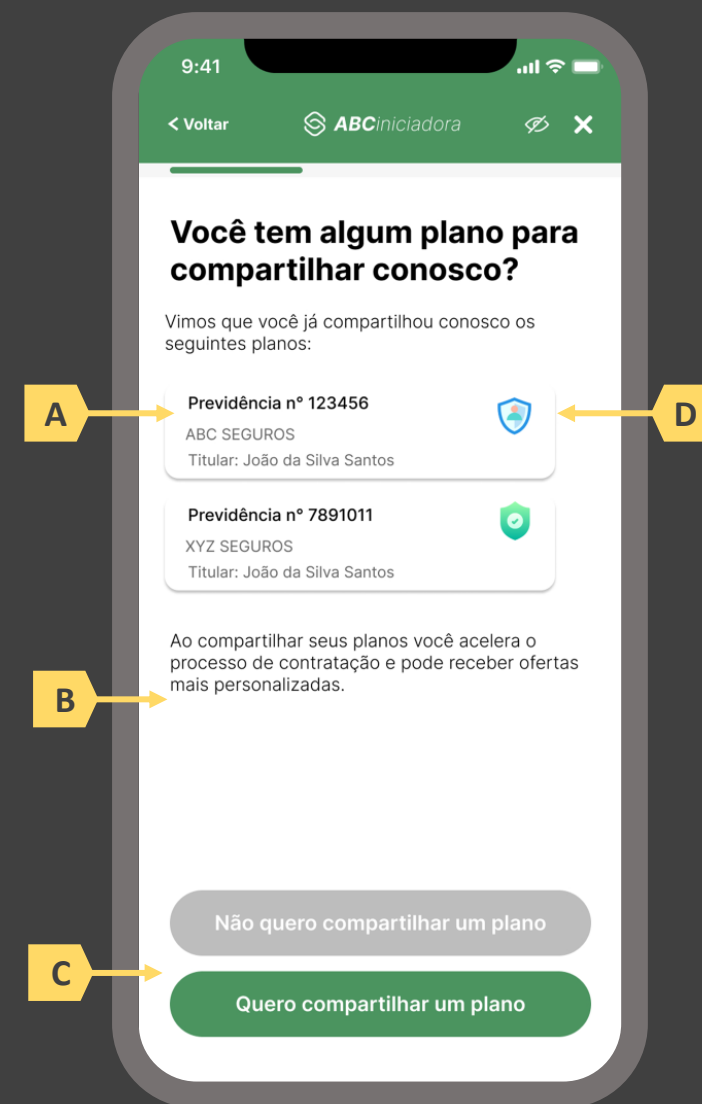 9:41
< Voltar
ABCiniciadora
Você tem algum plano para
compartilhar conosco?
Vimos que você já compartilhou conosco os
seguintes planos:
A
Previdência n° 123456
ABC SEGUROS
Titular: João da Silva Santos
D
Previdência n° 7891011
XYZ SEGUROS
Titular: João da Silva Santos
Ao compartilhar seus planos você acelera o
processo de contratação e pode receber ofertas
mais personalizadas.
B
Não quero compartilhar um plano
C
Quero compartilhar um plano